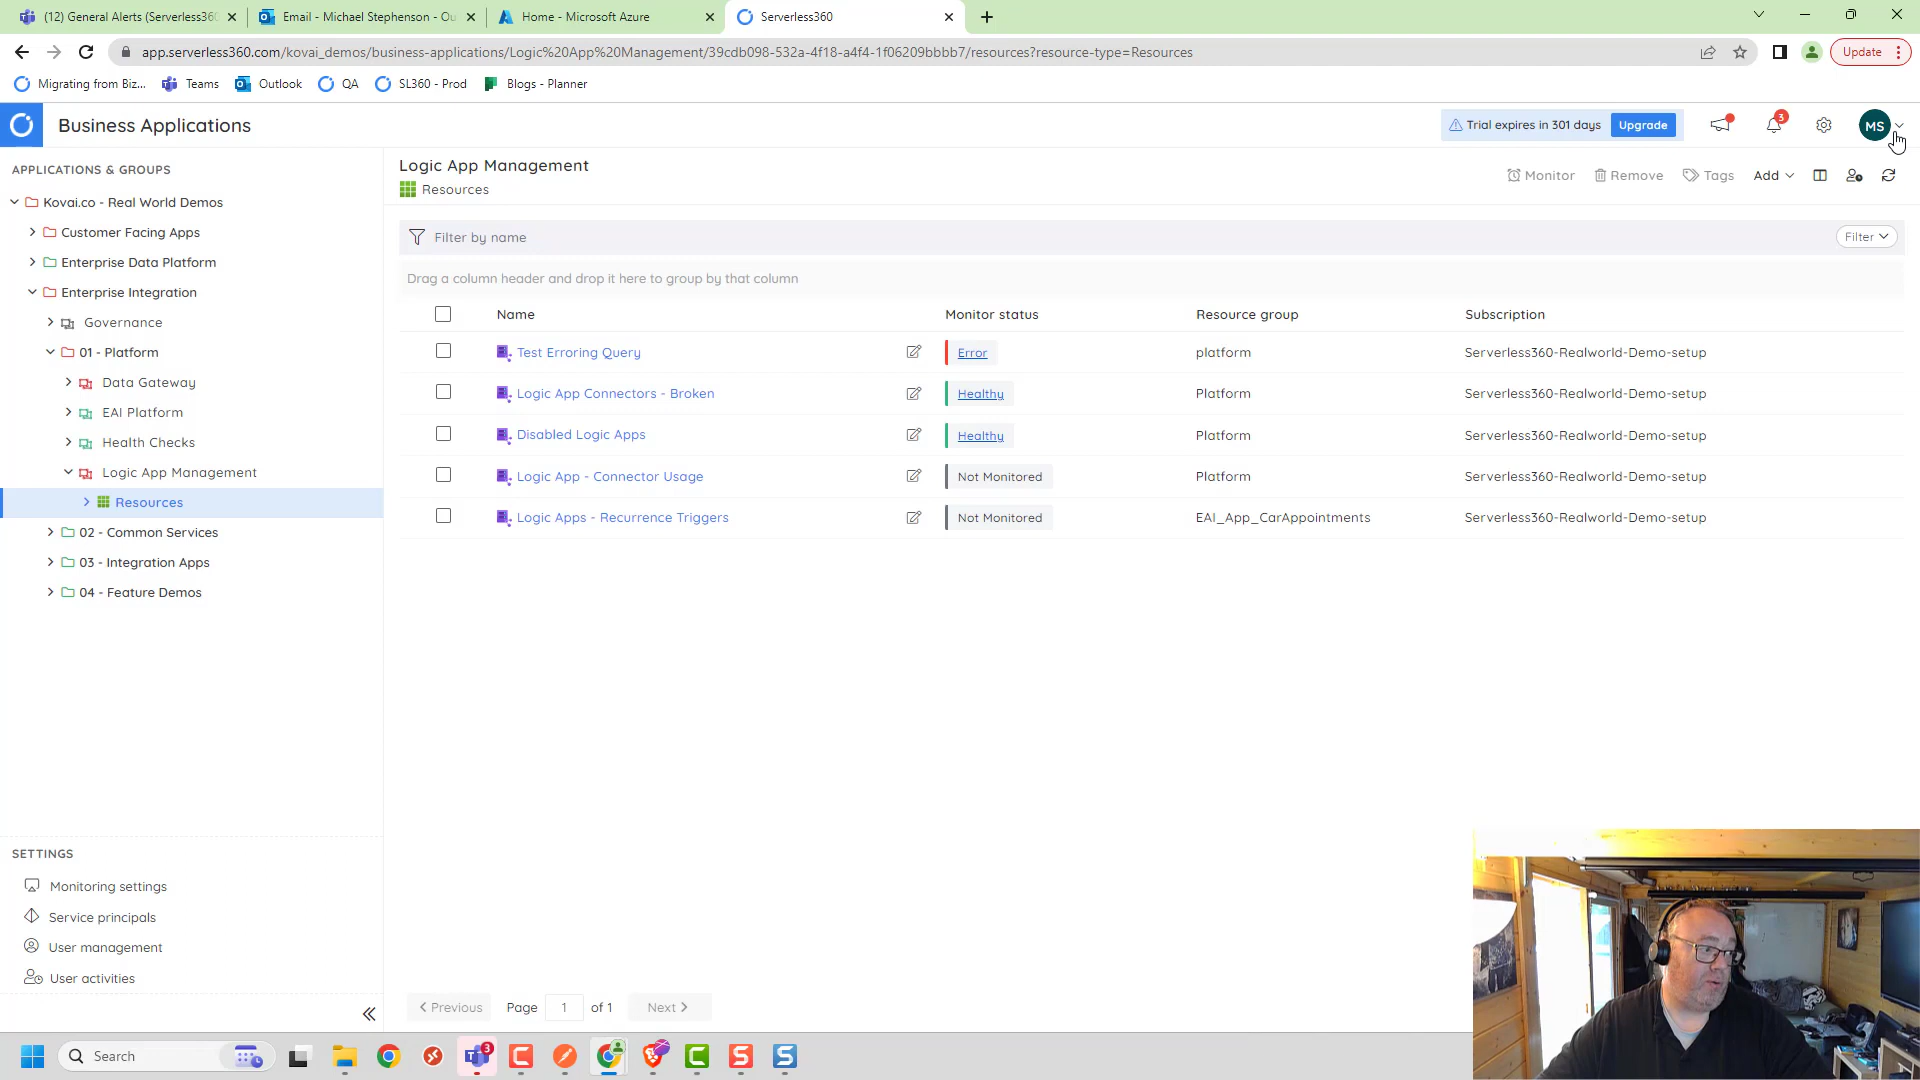 (12) General Alerts (Serverless360
Email - Michael Stephenson - Ou
Home - Microsoft Azure
Serverless360
app.serverless360.com/kovai_demos/business-applications/Logic%20App%20Management/39cdb098-532a-4f18-a4f4-1f06209bbbb7/resources?resource-type=Resources
Update
Migrating from Biz...
Teams
Outlook
QA
SL360 - Prod
Blogs - Planner
Business Applications
Trial expires in 301 days
Upgrade
3
MS
APPLICATIONS & GROUPS
Kovai.co - Real World Demos
Customer Facing Apps
Enterprise Data Platform
Enterprise Integration
Governance
01 - Platform
Data Gateway
EAI Platform
Health Checks
Logic App Management
Resources
02 - Common Services
03 - Integration Apps
04 - Feature Demos
SETTINGS
Monitoring settings
Service principals
User management
User activities
Logic App Management
Resources
Monitor
Remove
Tags
Add
Filter by name
Filter
Drag a column header and drop it here to group by that column
Name Monitor status Resource group Subscription
Test Erroring Query Error platform Serverless360-Realworld-Demo-setup
Logic App Connectors - Broken Healthy Platform Serverless360-Realworld-Demo-setup
Disabled Logic Apps Healthy Platform Serverless360-Realworld-Demo-setup
Logic App - Connector Usage Not Monitored Platform Serverless360-Realworld-Demo-setup
Logic Apps - Recurrence Triggers Not Monitored EAI_App_CarAppointments Serverless360-Realworld-Demo-setup
Previous Page 1 of 1 Next
Search
3